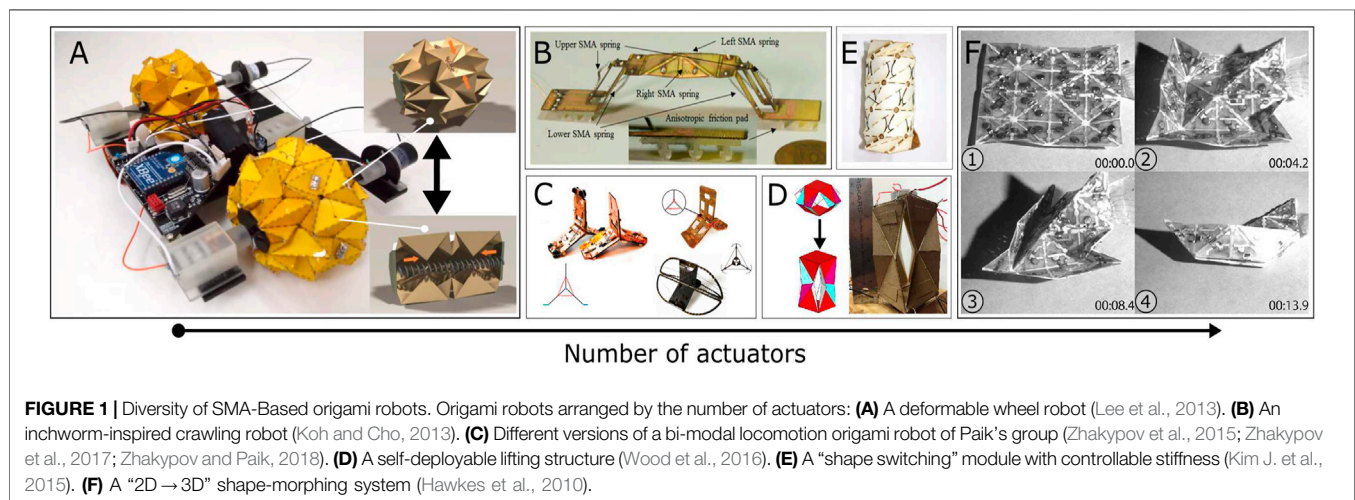 A
XBee
B
Upper SMA spring
Left SMA spring
Right SMA spring
Anisotropic friction pad
Lower SMA spring
C
D
E
F
1
00:00.0
2
00:04.2
3
00:08.4
4
00:13.9
Number of actuators
FIGURE 1 | Diversity of SMA-Based origami robots. Origami robots arranged by the number of actuators: (A) A deformable wheel robot (Lee et al., 2013). (B) An
inchworm-inspired crawling robot (Koh and Cho, 2013). (C) Different versions of a bi-modal locomotion origami robot of Paik's group (Zhakypov et al., 2015; Zhakypov
et al., 2017; Zhakypov and Paik, 2018). (D) A self-deployable lifting structure (Wood et al., 2016). (E) A “shape switching” module with controllable stiffness (Kim J. et al.,
2015). (F) A “2D → 3D” shape-morphing system (Hawkes et al., 2010).